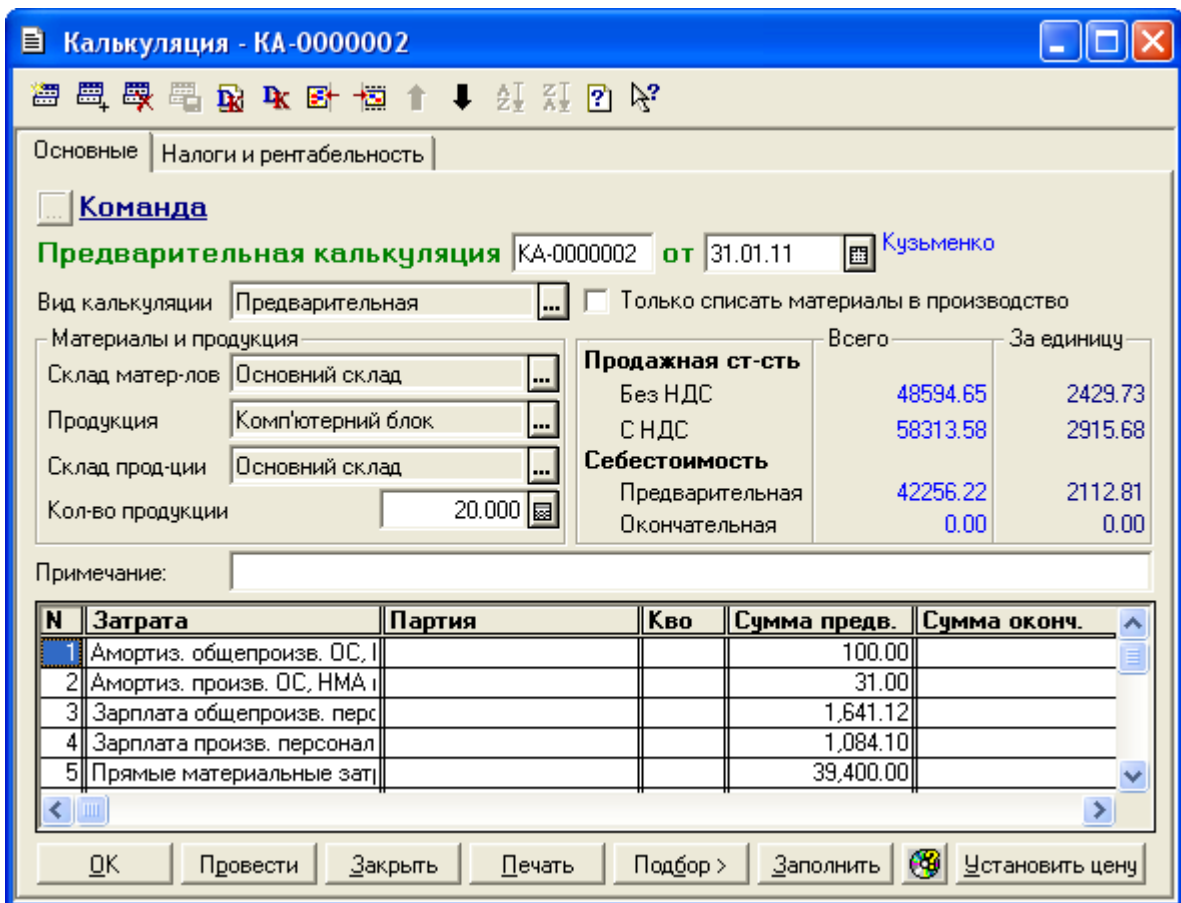 Калькуляция - КА-0000002
Основные Налоги и рентабельность
... Команда
Предварительная калькуляция КА-0000002 от 31.01.11 Кузьменко
Вид калькуляции Предварительная ... Только списать материалы в производство
Материалы и продукция Всего За единицу
Склад матер-лов Основний склад ... Продажная ст-сть
Без НДС 48594.65 2429.73
Продукция Комп'ютерний блок ... С НДС 58313.58 2915.68
Склад прод-ции Основний склад ... Себестоимость
Предварительная 42256.22 2112.81
Кол-во продукции 20.000 Окончательная 0.00 0.00
Примечание:
N Затрата Партия Кво Сумма предв. Сумма оконч.
1 Амортиз. общепроизв. ОС,
2 Амортиз. произв. ОС, НМА 31.00
3 Зарплата общепроизв. перс 1,641.12
4 Зарплата произв. персонал 1,084.10
5 Прямые материальные зат 39,400.00
OK Провести Закрыть Печать Подбор > Заполнить Установить цену